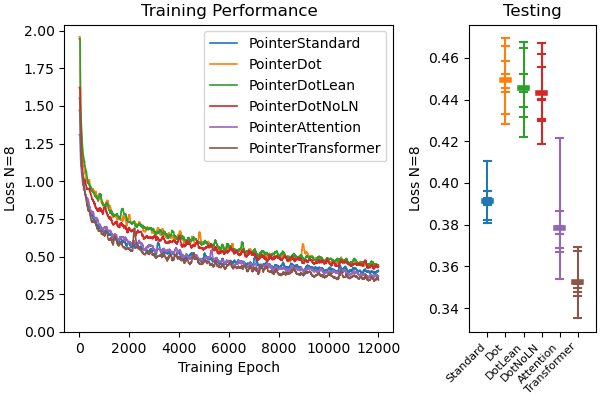 Training Performance
Loss N=8
2.00
1.75
1.50
1.25
1.00
0.75
0.50
0.25
0.00
PointerStandard
PointerDot
PointerDotLean
PointerDotNoLN
PointerAttention
PointerTransformer
0
2000
4000
6000
8000
10000
12000
Training Epoch
Testing
Loss N=8
0.46
0.44
0.42
0.40
0.38
0.36
0.34
Standard
Dot
DotLean
DotNoLN
Attention
Transformer